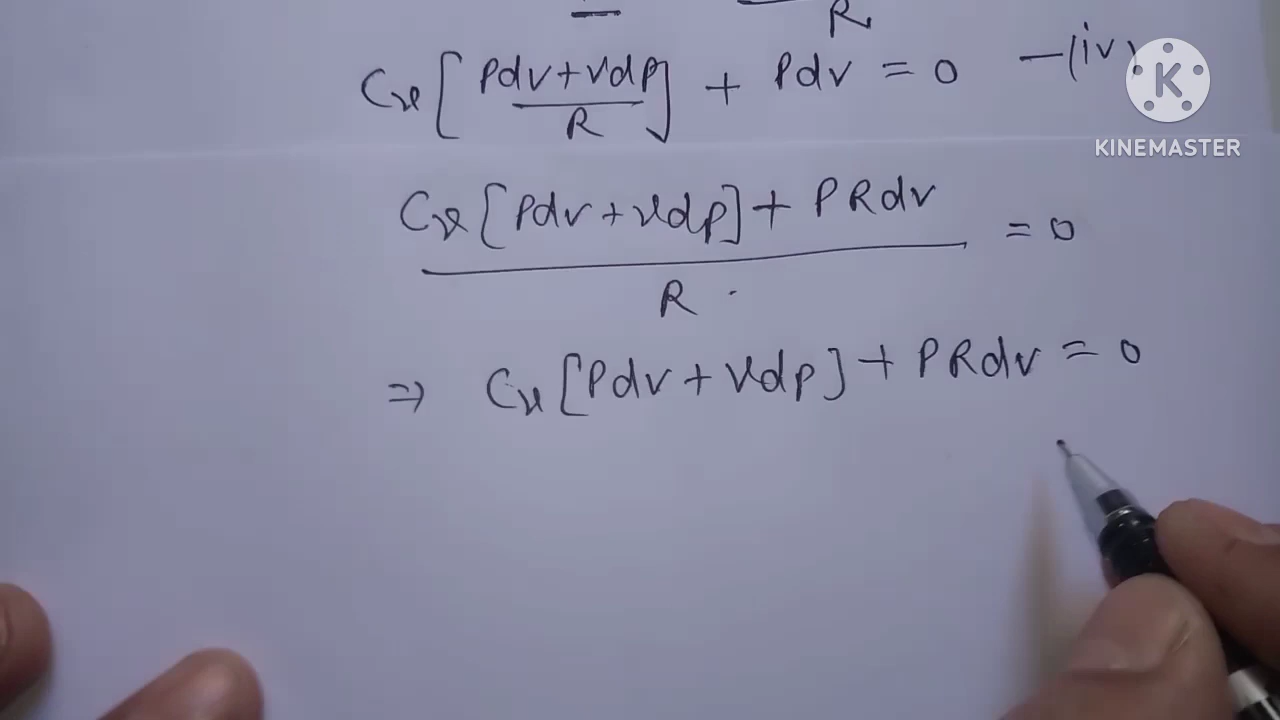 R
Cv [ Pdv + vdp / R ] + Pdv = 0 — (iv)
K
KINEMASTER
Cv [ Pdv + vdp ] + PRdv / R = 0
⇒ Cv [ Pdv + Vdp ] + PRdv = 0